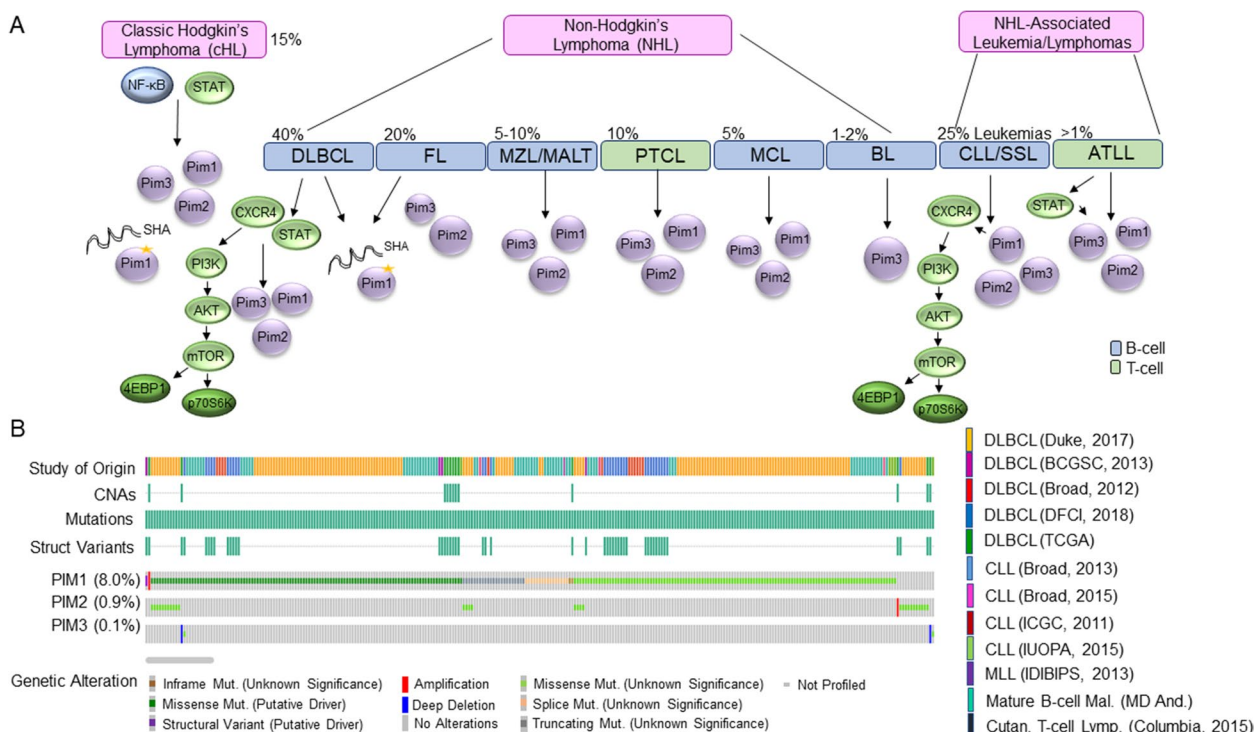 A
Classic Hodgkin's
Lymphoma (cHL)
15%
Non-Hodgkin's
Lymphoma (NHL)
NHL-Associated
Leukemia/Lymphomas
NF-κB
STAT
40%
20%
5-10%
10%
5%
1-2%
25% Leukemias
>1%
DLBCL
FL
MZL/MALT
PTCL
MCL
BL
CLL/SSL
ATLL
Pim3
Pim1
Pim2
SHA
Pim1
CXCR4
STAT
PI3K
AKT
mTOR
4EBP1
p70S6K
Pim3
Pim1
Pim2
SHA
Pim1
Pim3
Pim2
Pim3
Pim1
Pim2
Pim3
Pim1
Pim2
Pim3
Pim1
Pim2
Pim3
CXCR4
Pim1
PI3K
Pim2
Pim3
AKT
mTOR
4EBP1
p70S6K
STAT
Pim3
Pim1
Pim2
B-cell
T-cell
B
Study of Origin
CNAs
Mutations
Struct Variants
PIM1 (8.0%)
PIM2 (0.9%)
PIM3 (0.1%)
Genetic Alteration
Inframe Mut. (Unknown Significance)
Missense Mut. (Putative Driver)
Structural Variant (Putative Driver)
Amplification
Deep Deletion
No Alterations
Missense Mut. (Unknown Significance)
Splice Mut. (Unknown Significance)
Truncating Mut. (Unknown Significance)
Not Profiled
DLBCL (Duke, 2017)
DLBCL (BCGSC, 2013)
DLBCL (Broad, 2012)
DLBCL (DFCI, 2018)
DLBCL (TCGA)
CLL (Broad, 2013)
CLL (Broad, 2015)
CLL (ICGC, 2011)
CLL (IUOPA, 2015)
MLL (IDIBIPS, 2013)
Mature B-cell Mal. (MD And.)
Cutan. T-cell Lymp. (Columbia, 2015)